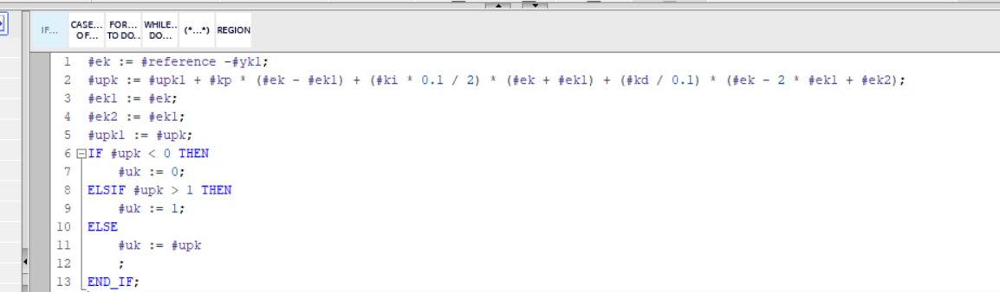 IF... CASE... OF... FOR... TO DO.. WHILE.. DO... (*...*) REGION
1 #ek := #reference -#yk1;
2 #upk := #upk1 + #kp * (#ek - #ek1) + (#ki * 0.1 / 2) * (#ek + #ek1) + (#kd / 0.1) * (#ek - 2 * #ek1 + #ek2);
3 #ek1 := #ek;
4 #ek2 := #ek1;
5 #upk1 := #upk;
6 IF #upk < 0 THEN
7 #uk := 0;
8 ELSIF #upk > 1 THEN
9 #uk := 1;
10 ELSE
11 #uk := #upk
12 ;
13 END_IF;